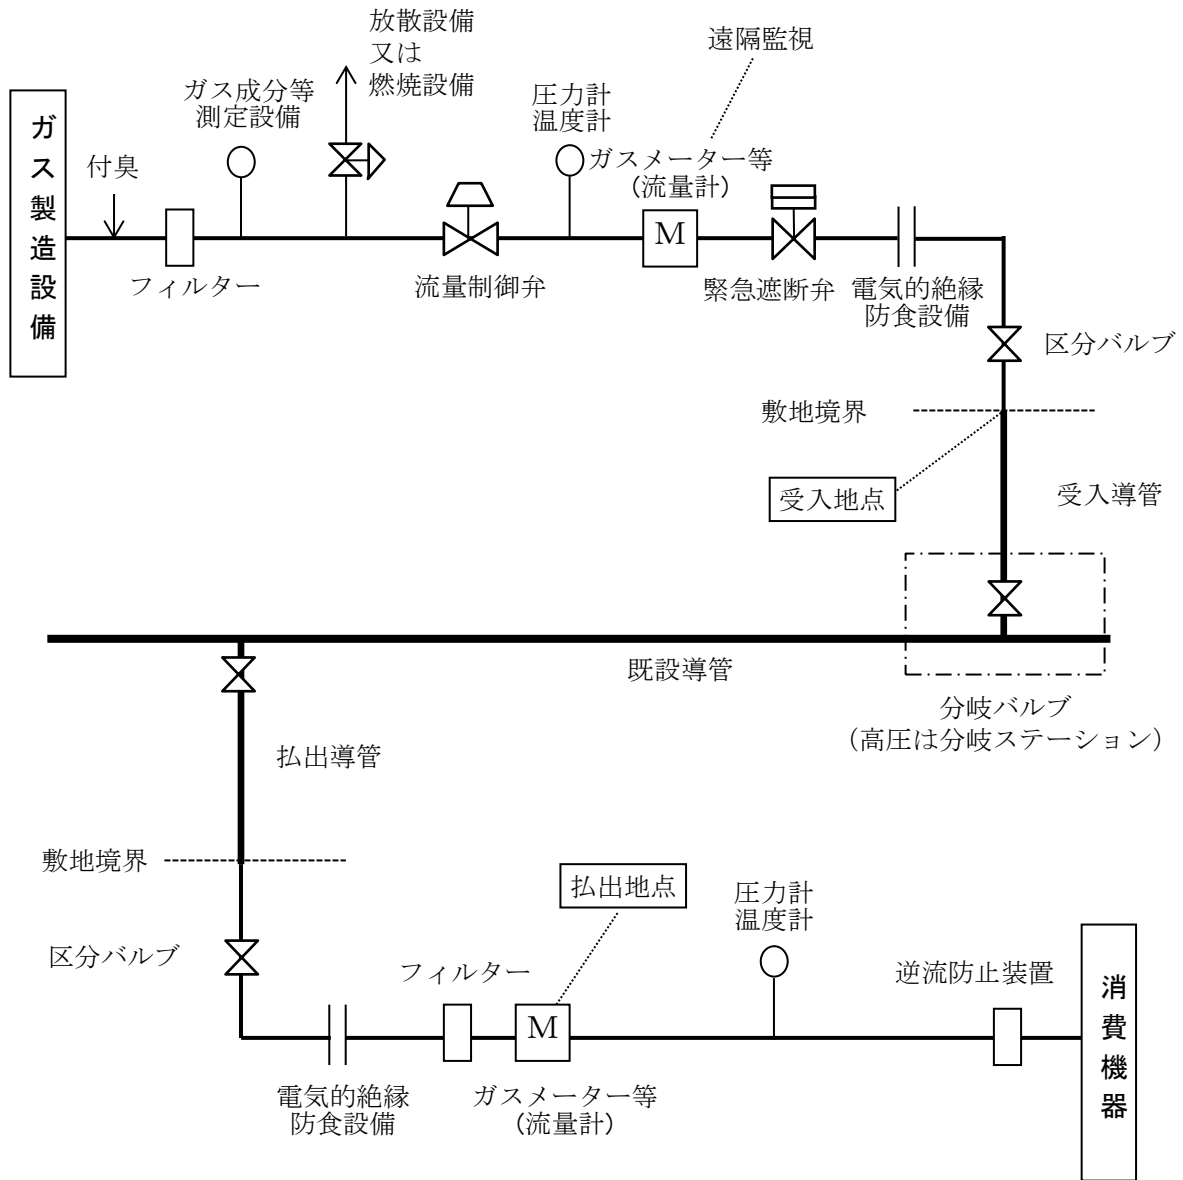 放散設備
又は
燃焼設備
遠隔監視
ガス成分等
測定設備
圧力計
温度計
ガス製造設備
付臭
ガスメーター等
（流量計）
M
フィルター
流量制御弁
緊急遮断弁
電気的絶縁
防食設備
区分バルブ
敷地境界
受入地点
受入導管
既設導管
分岐バルブ
（高圧は分岐ステーション）
払出導管
敷地境界
払出地点
圧力計
温度計
区分バルブ
フィルター
逆流防止装置
消費機器
M
電気的絶縁
防食設備
ガスメーター等
（流量計）